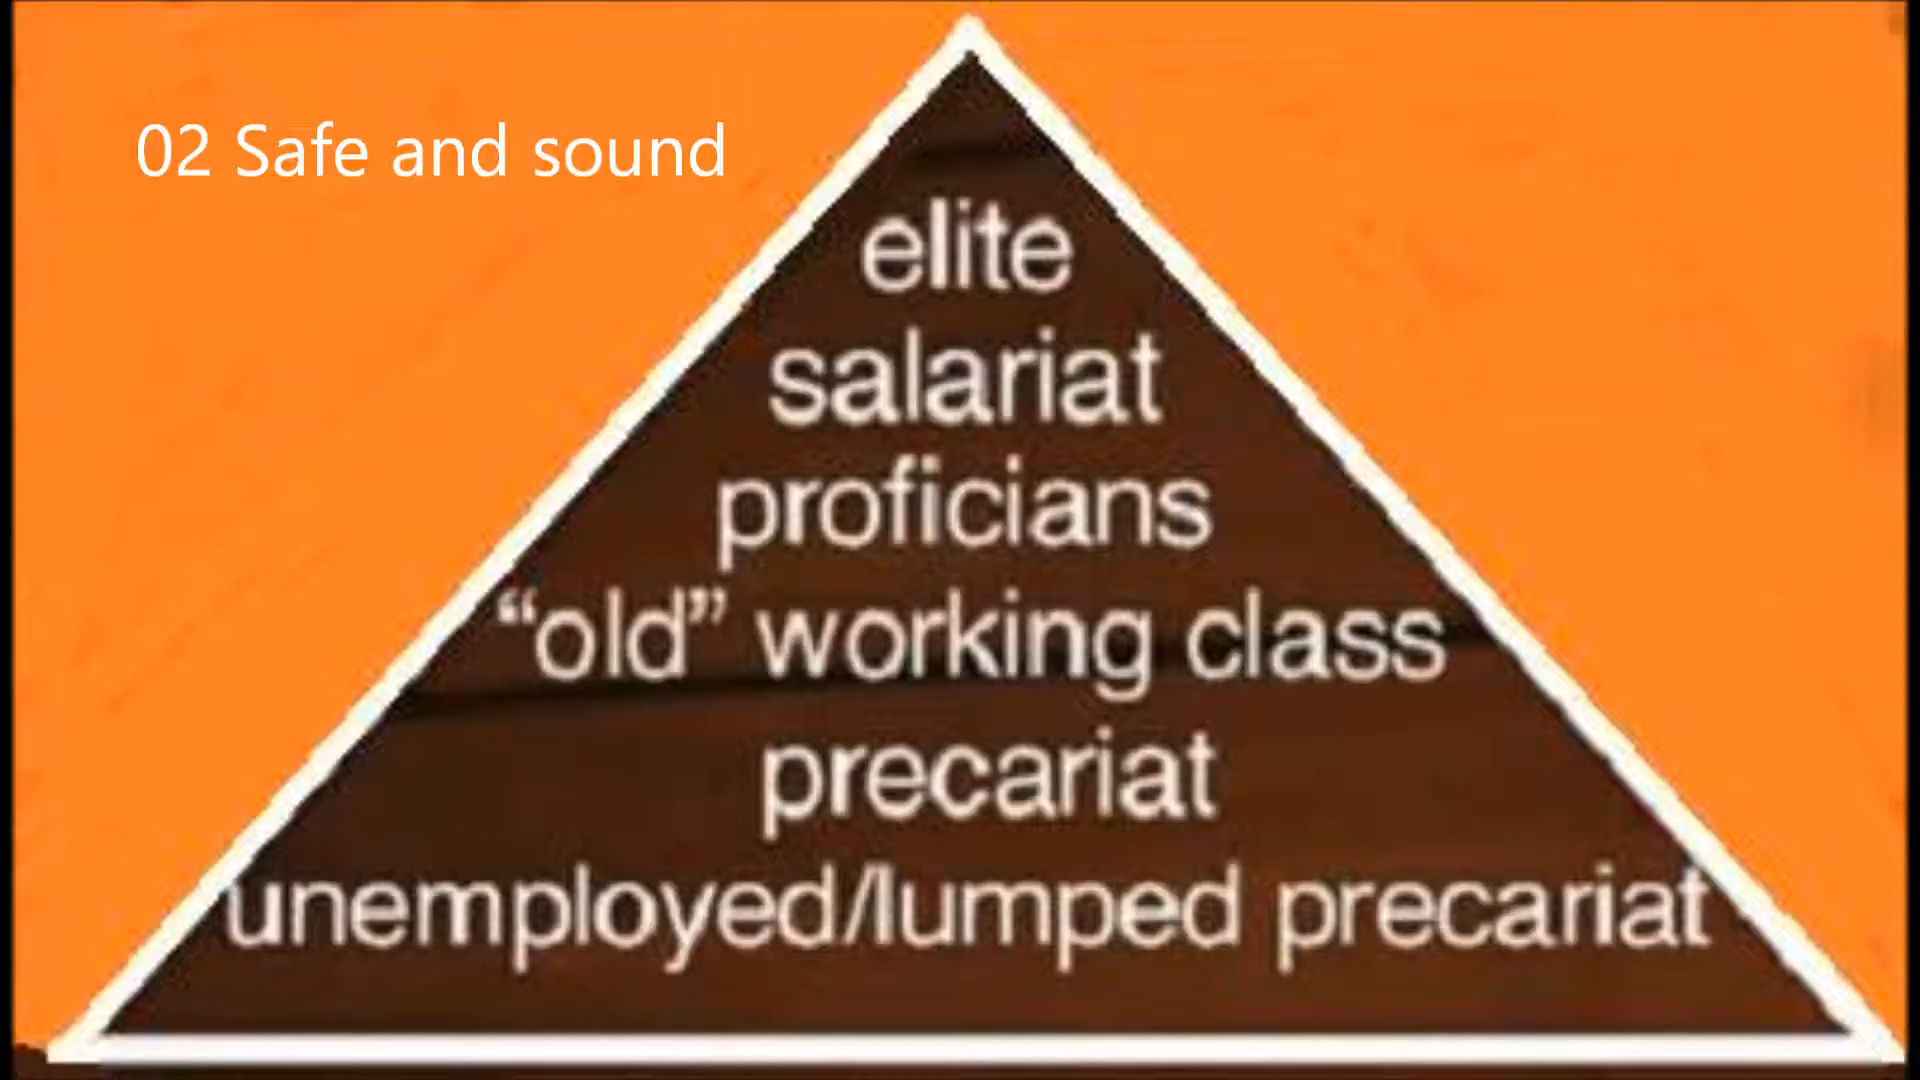 02 Safe and sound
elite
salariat
proficians
“old” working class
precariat
unemployed/lumped precariat